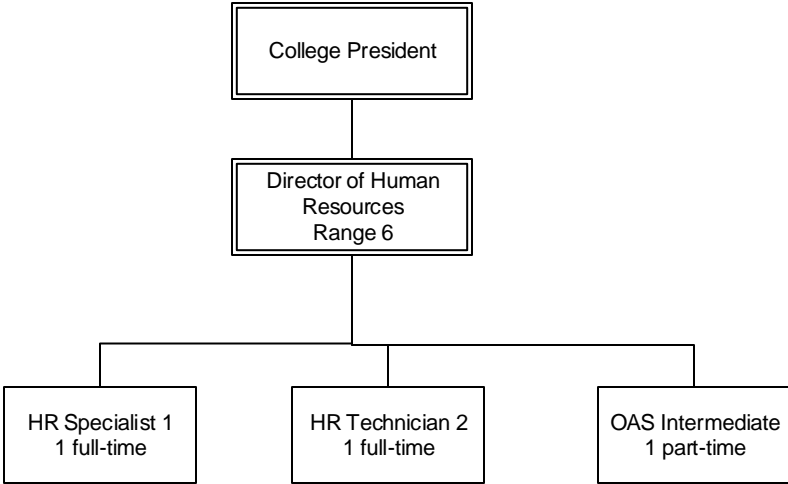 College President
Director of Human
Resources
Range 6
HR Specialist 1
1 full-time
HR Technician 2
1 full-time
OAS Intermediate
1 part-time